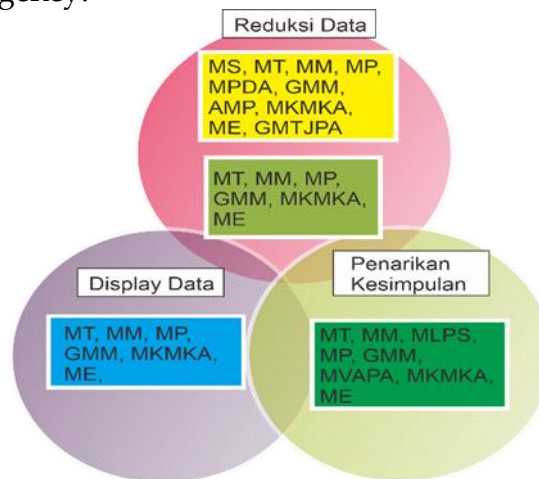 gency.
Reduksi Data
MS, MT, MM, MP,
MPDA, GMM,
AMP, MKMKA,
ME, GMTJPA
MT, MM, MP,
GMM, MKMKA,
ME
Display Data
MT, MM, MP,
GMM, MKMKA,
ME,
Penarikan
Kesimpulan
MT, MM, MLPS,
MP, GMM,
MVAPA, MKMKA,
ME